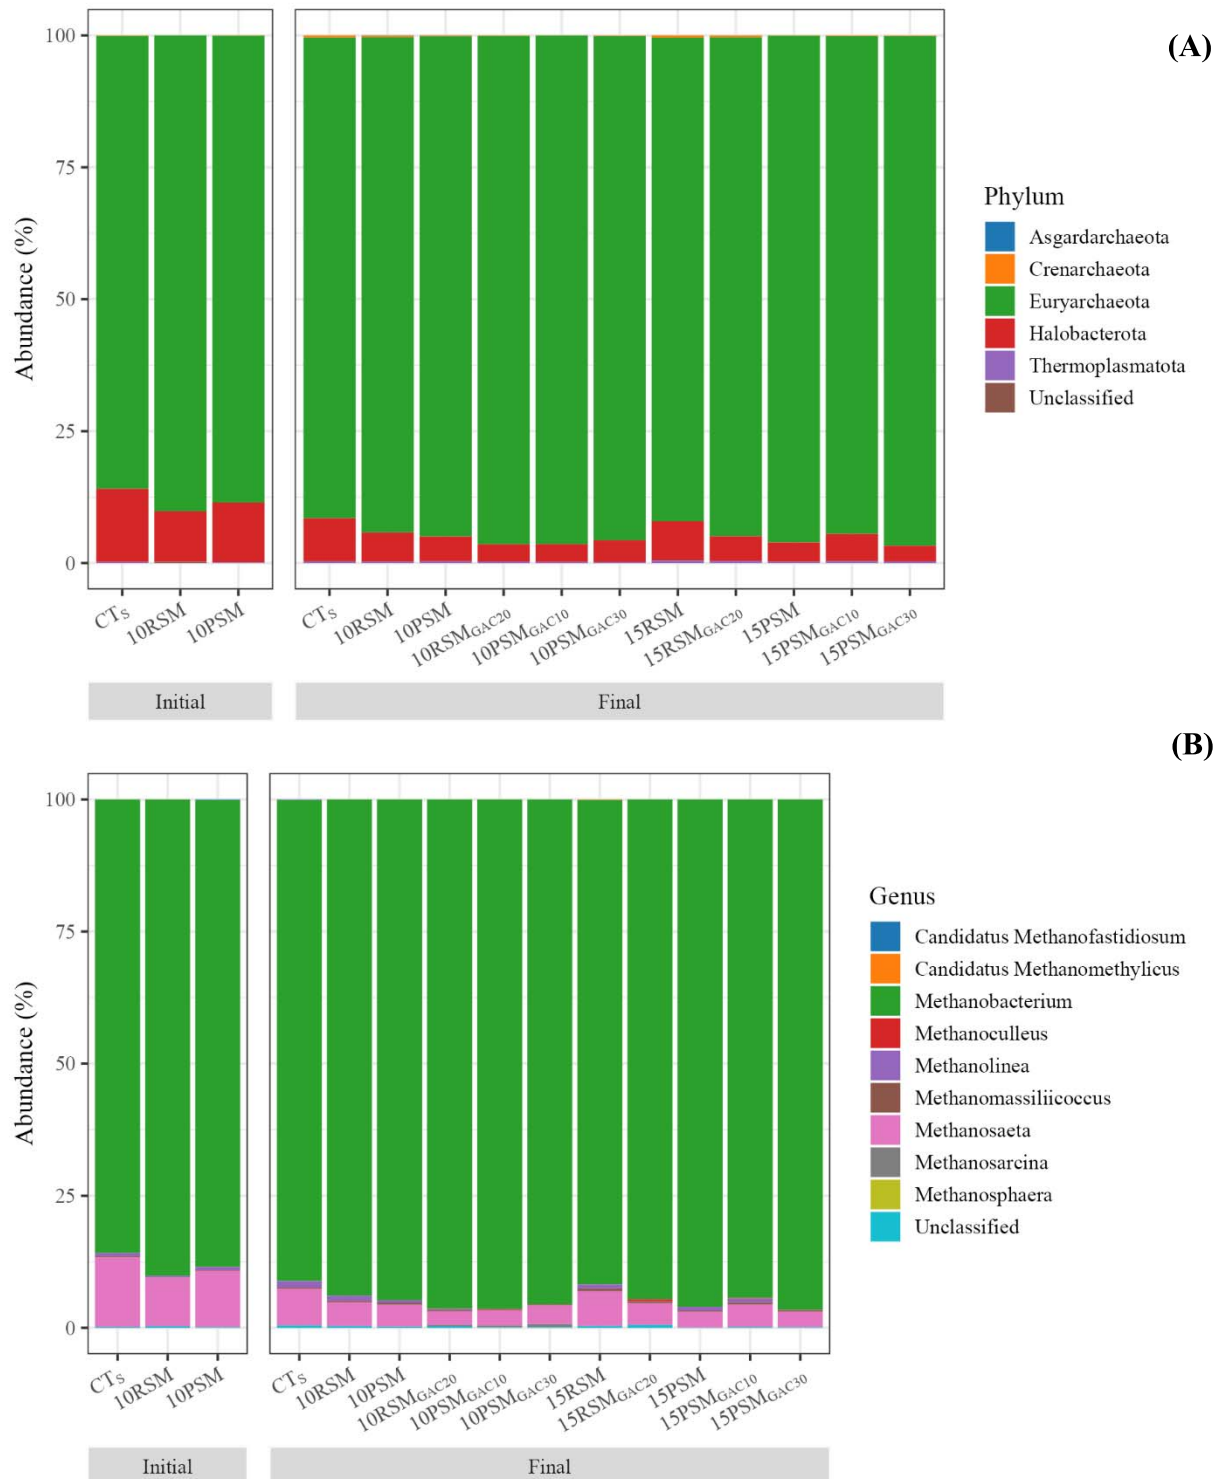 (A)
100
75
50
25
0
Abundance (%)
CTS
10RSM
10PSM
CTS
10RSM
10PSM
10RSMGAC20
10PSMGAC10
10PSMGAC30
15RSM
15RSMGAC20
15PSM
15PSMGAC10
15PSMGAC30
Initial
Final
Phylum
Asgardarchaeota
Crenarchaeota
Euryarchaeota
Halobacterota
Thermoplasmatota
Unclassified
(B)
100
75
50
25
0
Abundance (%)
CTS
10RSM
10PSM
CTS
10RSM
10PSM
10RSMGAC20
10PSMGAC10
10PSMGAC30
15RSM
15RSMGAC20
15PSM
15PSMGAC10
15PSMGAC30
Initial
Final
Genus
Candidatus Methanofastidiosum
Candidatus Methanomethylicus
Methanobacterium
Methanoculleus
Methanolinea
Methanomassiliicoccus
Methanosaeta
Methanosarcina
Methanosphaera
Unclassified